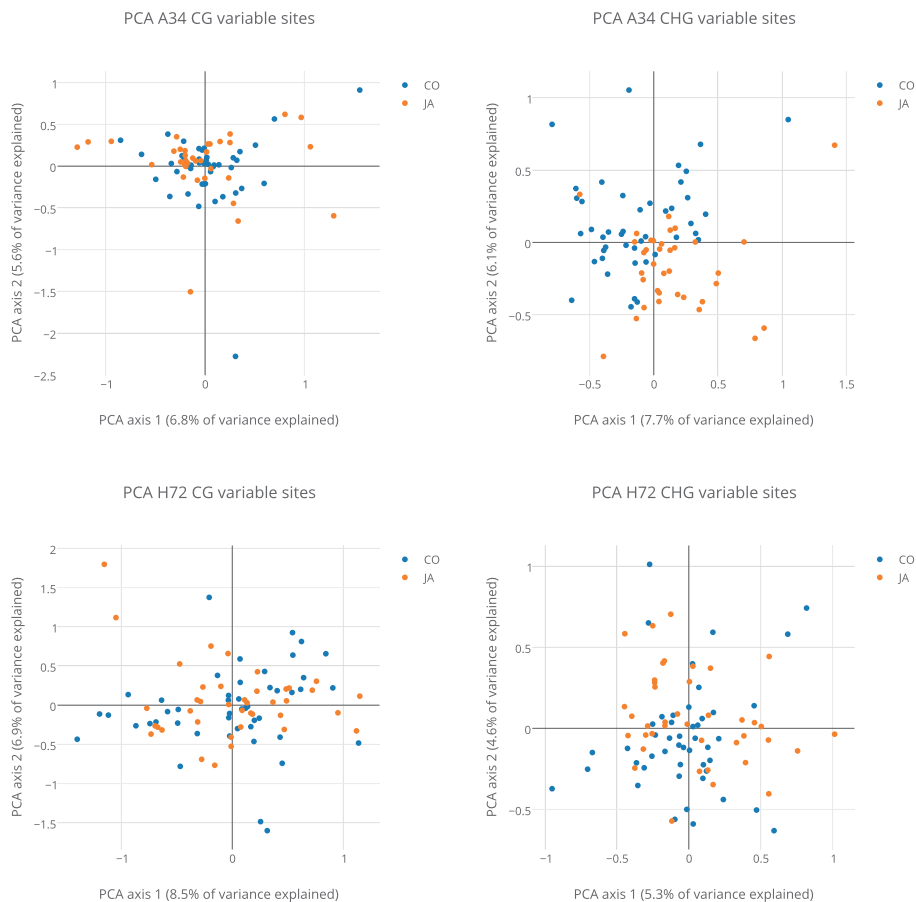 PCA A34 CG variable sites
CO
JA
1
0.5
0
−0.5
−1
−1.5
−2
−2.5
−1
0
1
PCA axis 2 (5.6% of variance explained)
PCA axis 1 (6.8% of variance explained)
PCA A34 CHG variable sites
CO
JA
1
0.5
0
−0.5
−0.5
0
0.5
1
1.5
PCA axis 2 (6.1% of variance explained)
PCA axis 1 (7.7% of variance explained)
PCA H72 CG variable sites
CO
JA
2
1.5
1
0.5
0
−0.5
−1
−1.5
−1
0
1
PCA axis 2 (6.9% of variance explained)
PCA axis 1 (8.5% of variance explained)
PCA H72 CHG variable sites
CO
JA
1
0.5
0
−0.5
−1
−0.5
0
0.5
1
PCA axis 2 (4.6% of variance explained)
PCA axis 1 (5.3% of variance explained)